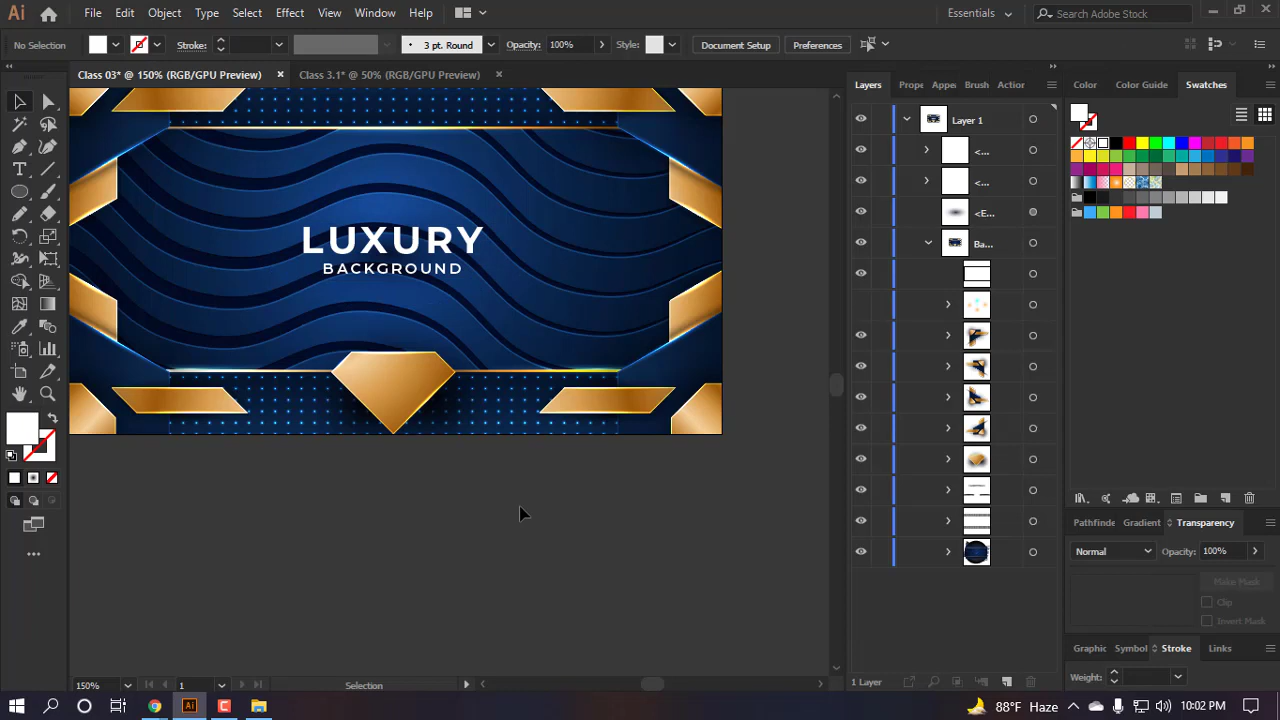 Ai File Edit Object Type Select Effect View Window Help Essentials Search Adobe Stock
No Selection Stroke: 3 pt. Round Opacity: 100% Style: Document Setup Preferences
Class 03* @ 150% (RGB/GPU Preview) Class 3.1* @ 50% (RGB/GPU Preview)
Layers Prope Appe Brush Action Color Color Guide Swatches
Layer 1
<...
<...
<E...
Ba...
LUXURY
BACKGROUND
Pathfinde Gradient Transparency
Normal Opacity: 100%
Make Mask
Clip
Invert Mask
Graphic Symbol Stroke Links
Weight:
150% 1 Selection 1 Layer
Ai C 88°F Haze 10:02 PM